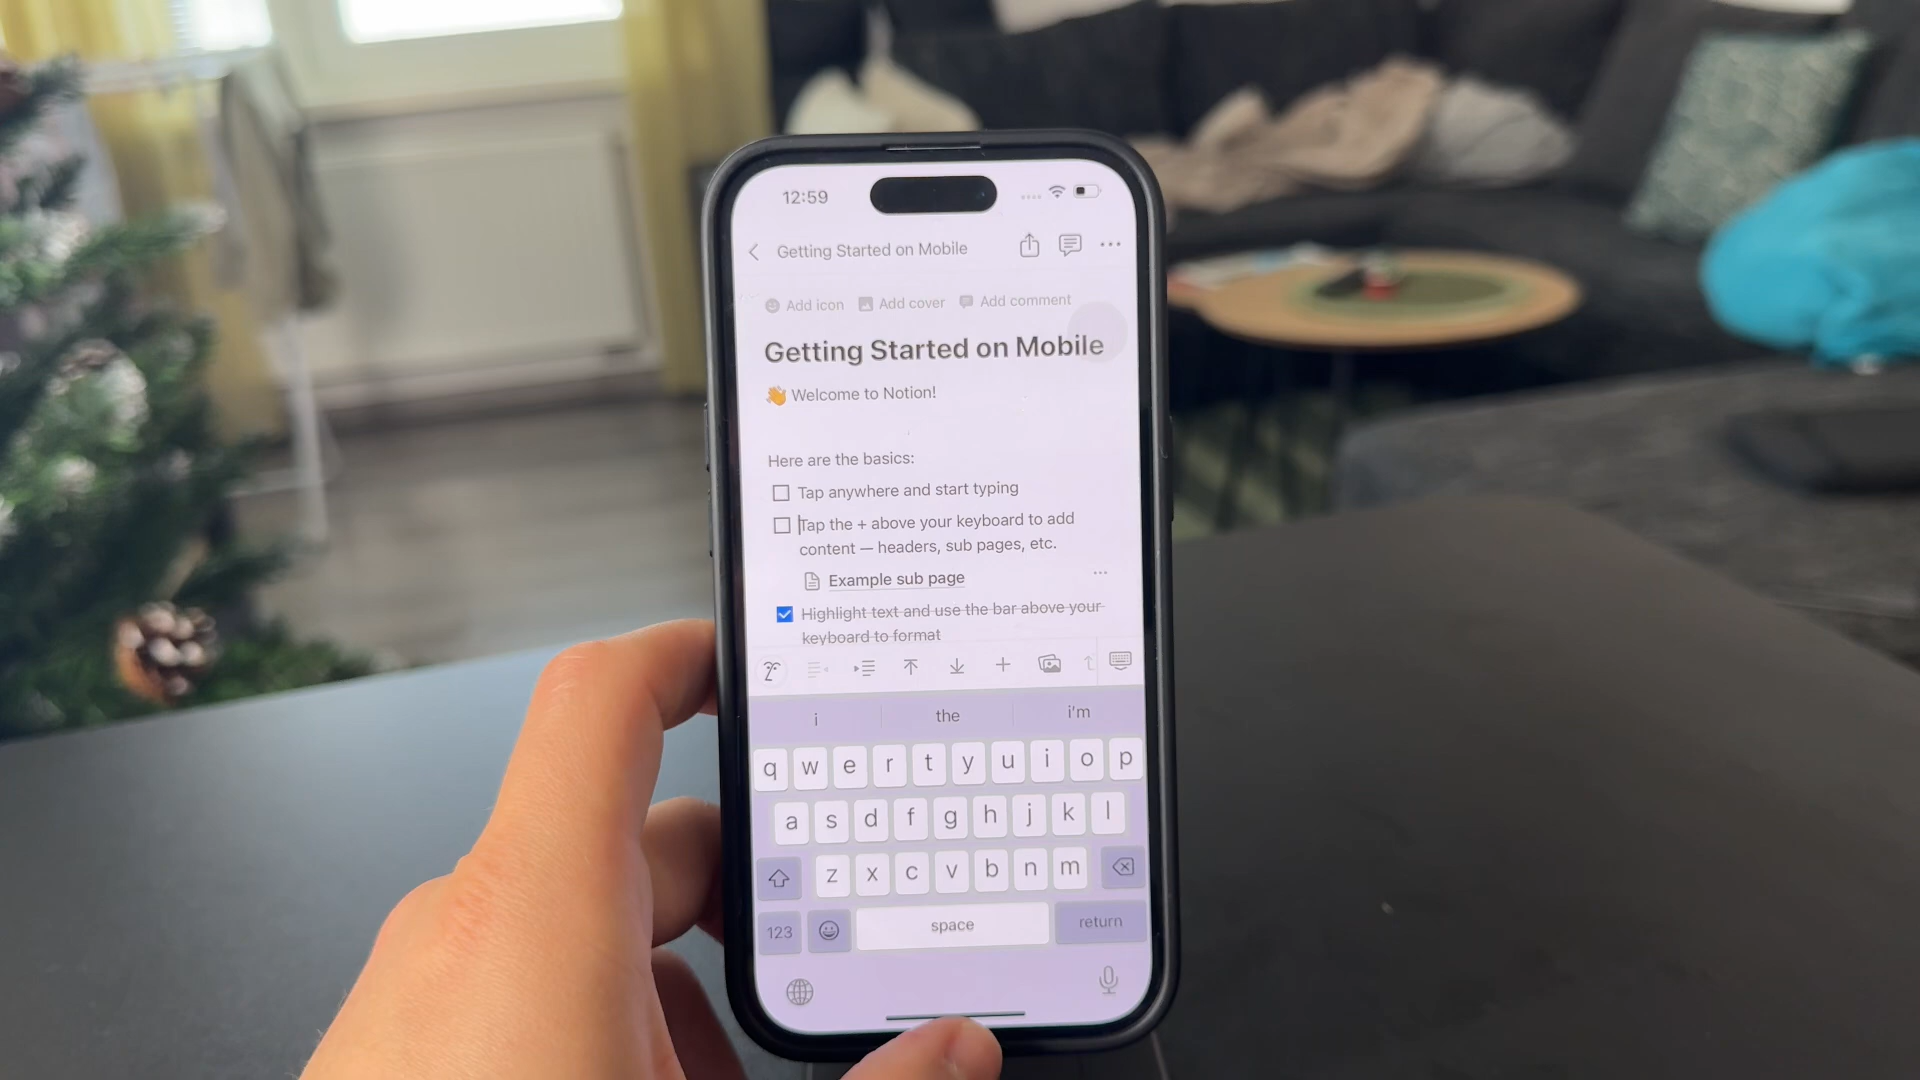 12:59
Getting Started on Mobile
Add icon Add cover Add comment
Getting Started on Mobile
👋 Welcome to Notion!
Here are the basics:
Tap anywhere and start typing
Tap the + above your keyboard to add
content — headers, sub pages, etc.
Example sub page
Highlight text and use the bar above your
keyboard to format
i the i'm
q w e r t y u i o p
a s d f g h j k l
z x c v b n m
123 space return